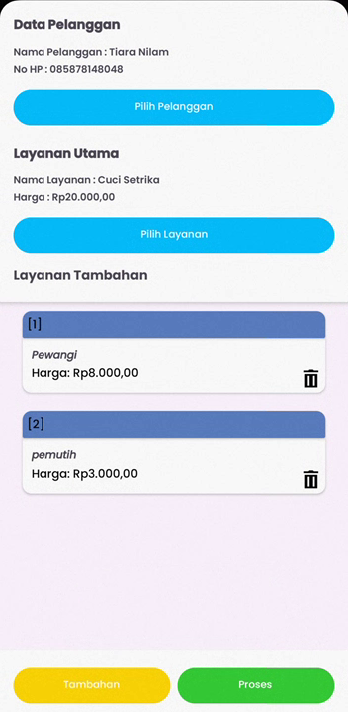 Data Pelanggan
Nama Pelanggan : Tiara Nilam
No HP : 085878148048
Pilih Pelanggan
Layanan Utama
Nama Layanan : Cuci Setrika
Harga : Rp20.000,00
Pilih Layanan
Layanan Tambahan
[1]
Pewangi
Harga: Rp8.000,00
[2]
pemutih
Harga: Rp3.000,00
Tambahan
Proses